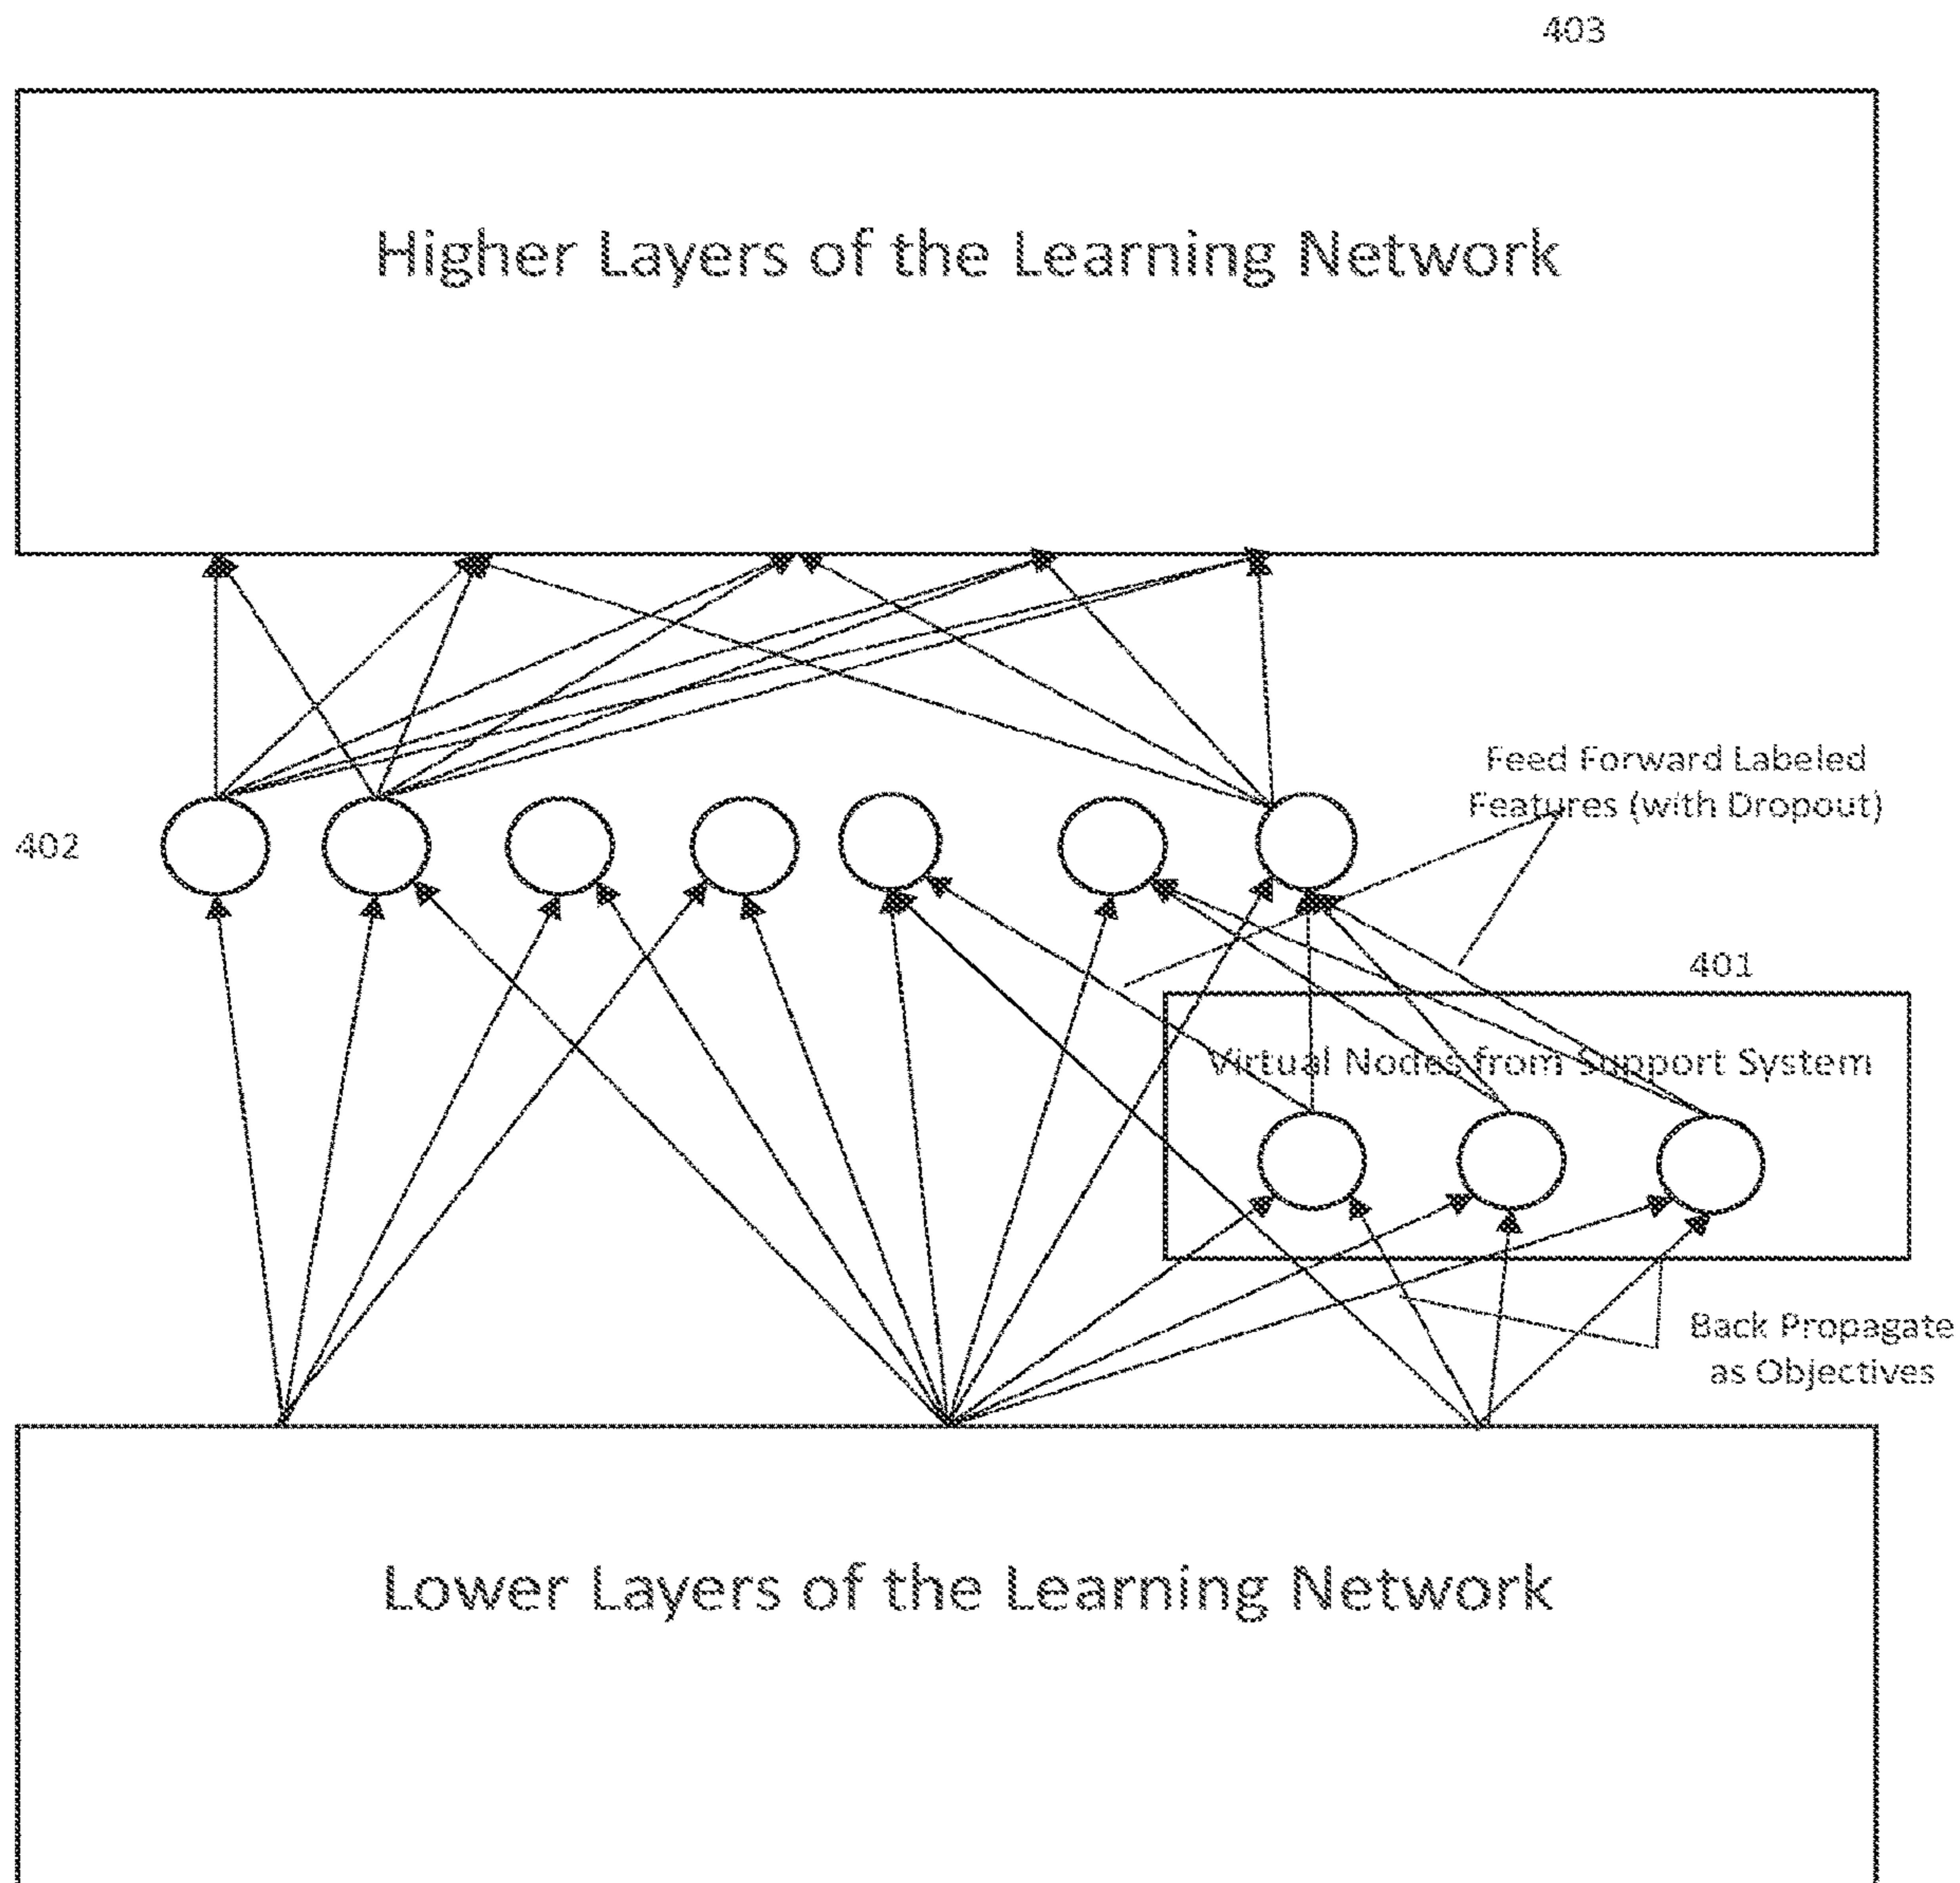 403
Higher Layers of the Learning Network
Feed Forward Labeled
Features (with Dropout)
402
401
Virtual Nodes from Support System
Back Propagate
as Objectives
Lower Layers of the Learning Network